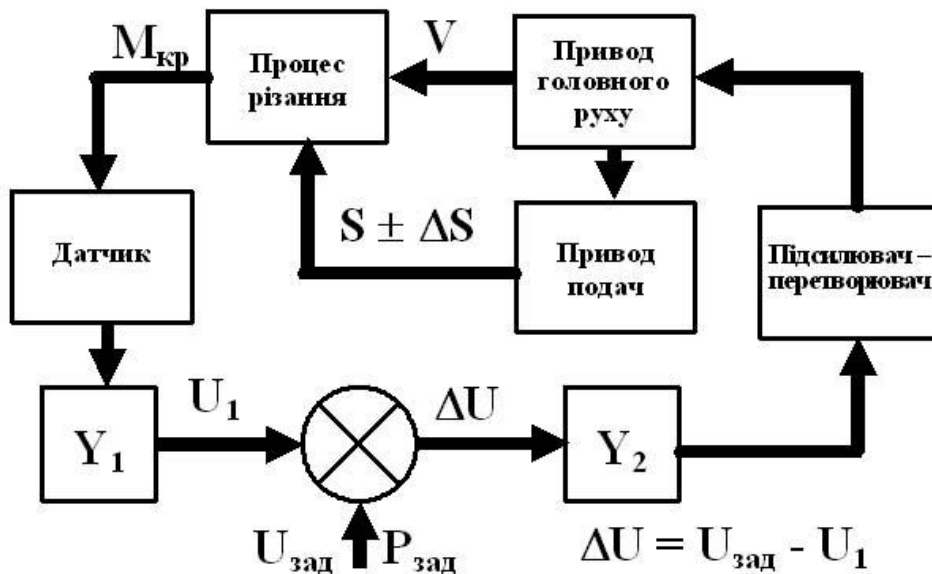 Mкр
Процес
різання
V
Привод
головного
руху
Датчик
S ± ΔS
Привод
подач
Підсилювач –
перетворювач
Y1
U1
ΔU
Y2
Uзад
Pзад
ΔU = Uзад - U1